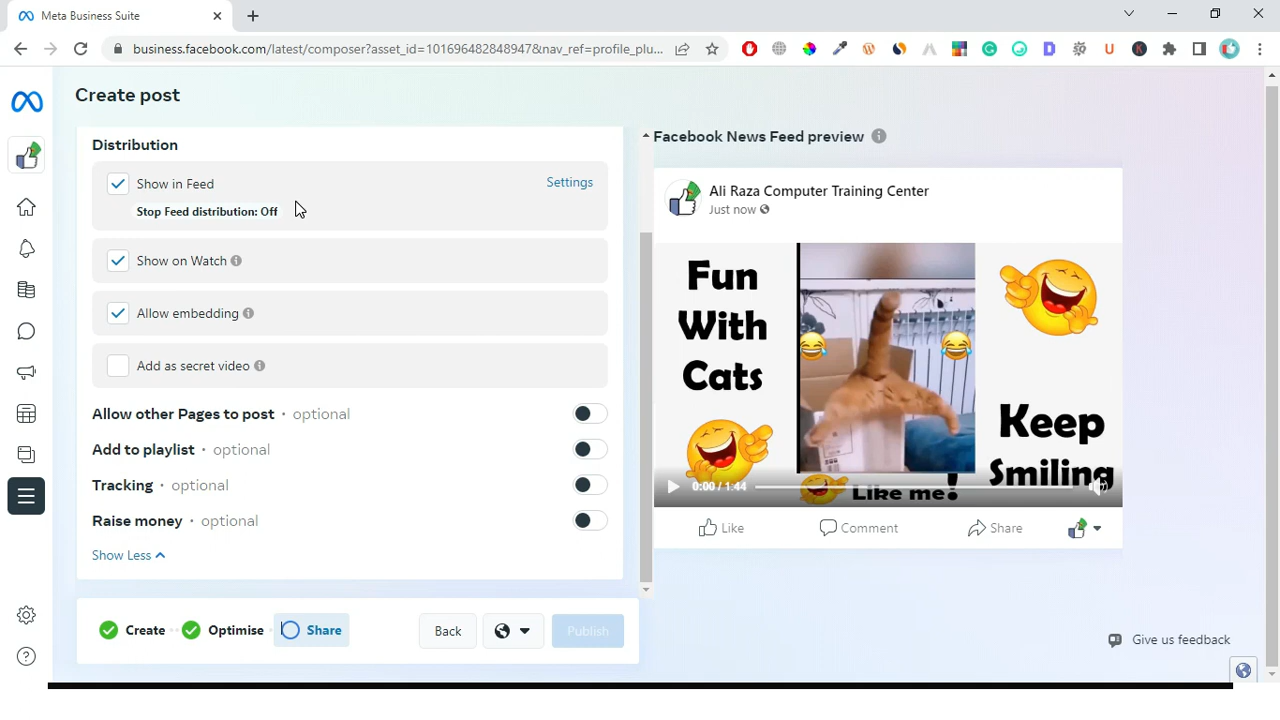 Meta Business Suite
business.facebook.com/latest/composer?asset_id=101696482848947&nav_ref=profile_plu...
Create post
Distribution
Show in Feed
Settings
Stop Feed distribution: Off
Show on Watch
Allow embedding
Add as secret video
Allow other Pages to post · optional
Add to playlist · optional
Tracking · optional
Raise money · optional
Show Less
Create
Optimise
Share
Back
Publish
Facebook News Feed preview
Ali Raza Computer Training Center
Just now
Fun
With
Cats
Keep
Smiling
Like me!
0:00 / 1:44
Like
Comment
Share
Give us feedback